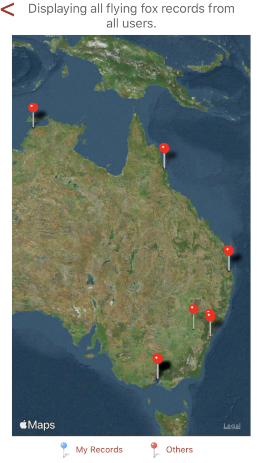 < Displaying all flying fox records from
all users.
Maps
Legal
My Records Others